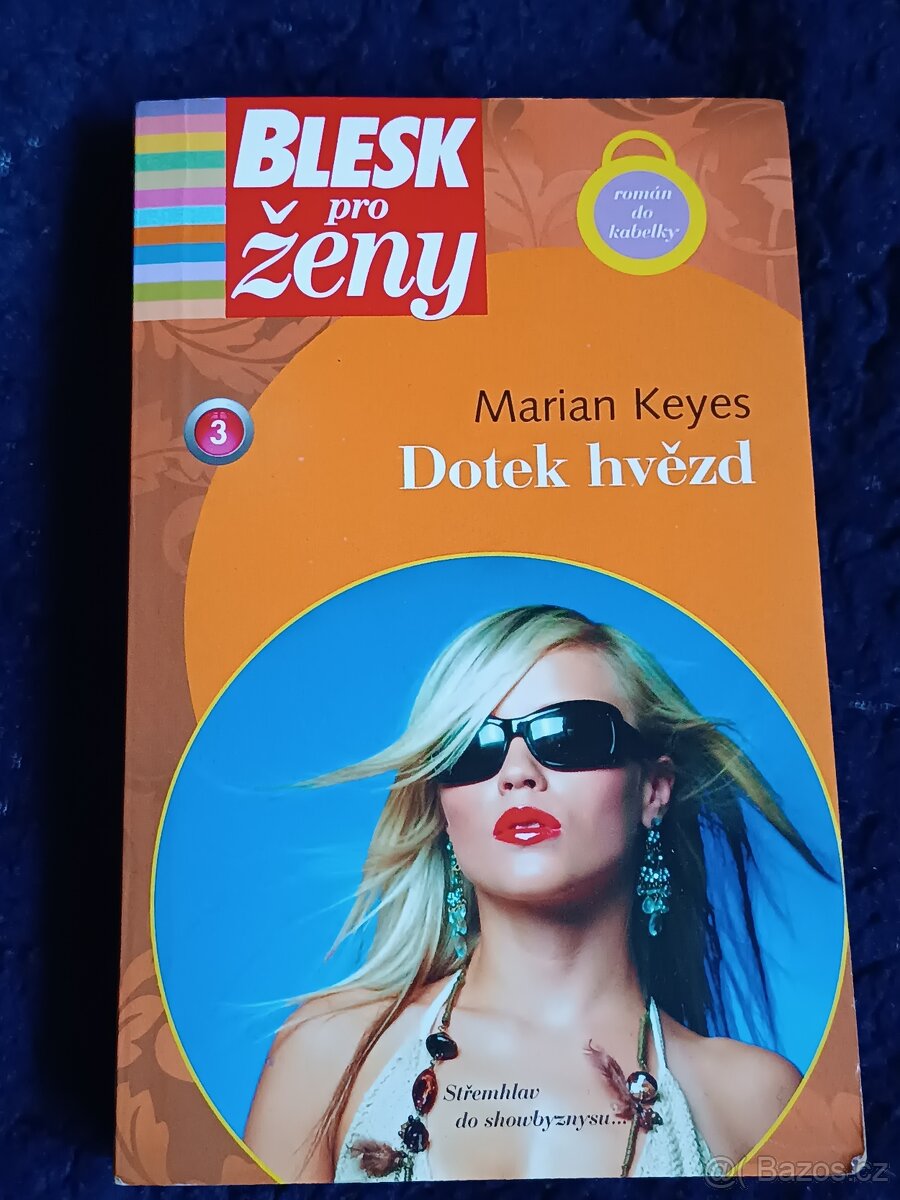 BLESK
pro
ženy
román
do
kabelky
3
Marian Keyes
Dotek hvězd
Střemhlav
do showbyznysu...
@( Bazos.cz